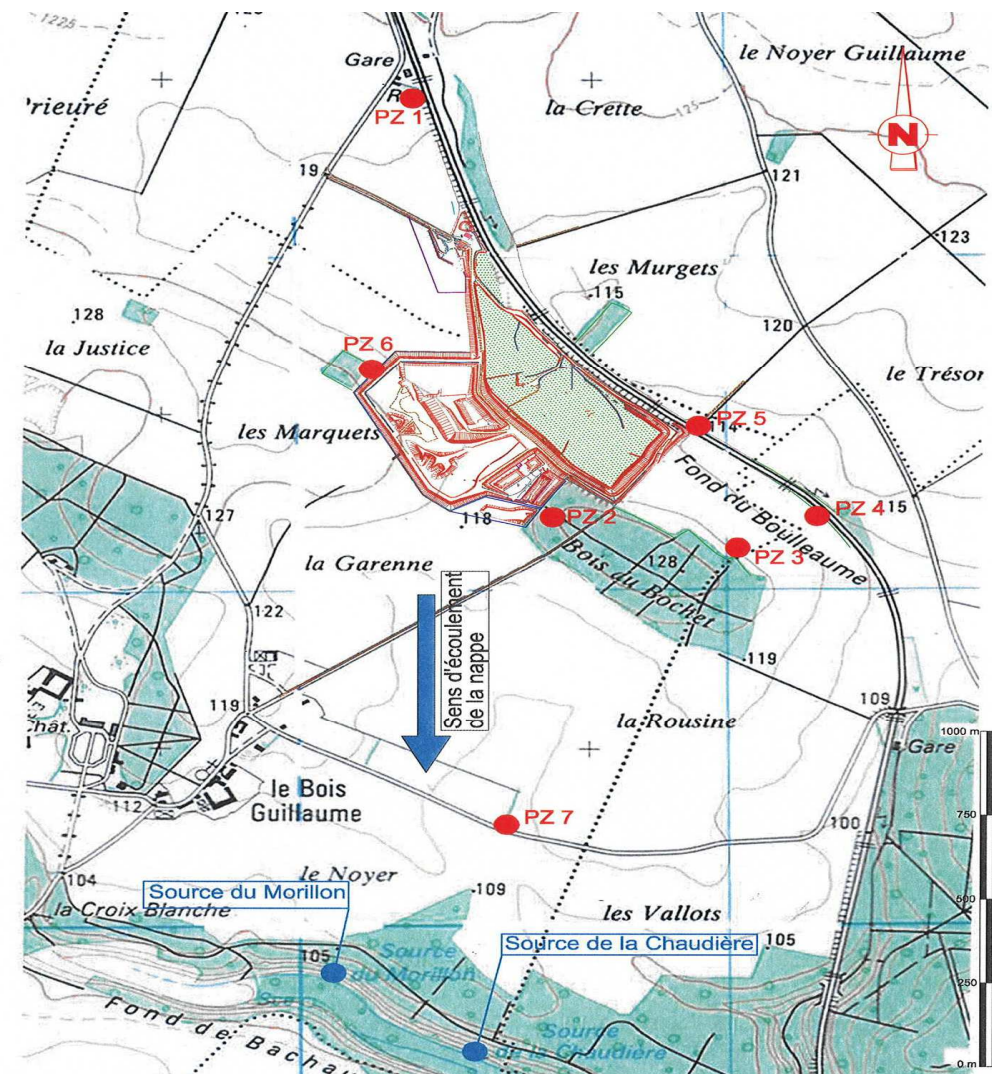 Gare
le Noyer Guillaume
R
PZ 1
la Crette
125
N
19
121
123
les Murgets
115
128
la Justice
PZ 6
120
le Trésor
les Marquets
L
PZ 5
114
Fond du Boulleaume
PZ 4
115
118
PZ 2
PZ 3
127
la Garenne
Bois du Bochet
128
122
Sens d'écoulement
de la nappe
119
119
109
Chât.
la Rousine
Gare
1000 m
le Bois
Guillaume
112
PZ 7
100
750
104
le Noyer
Source du Morillon
109
500
la Croix Blanche
les Vallots
Source de la Chaudière
105
105
Source
du Morillon
250
Fond de Bacha
Source
de la Chaudière
0 m